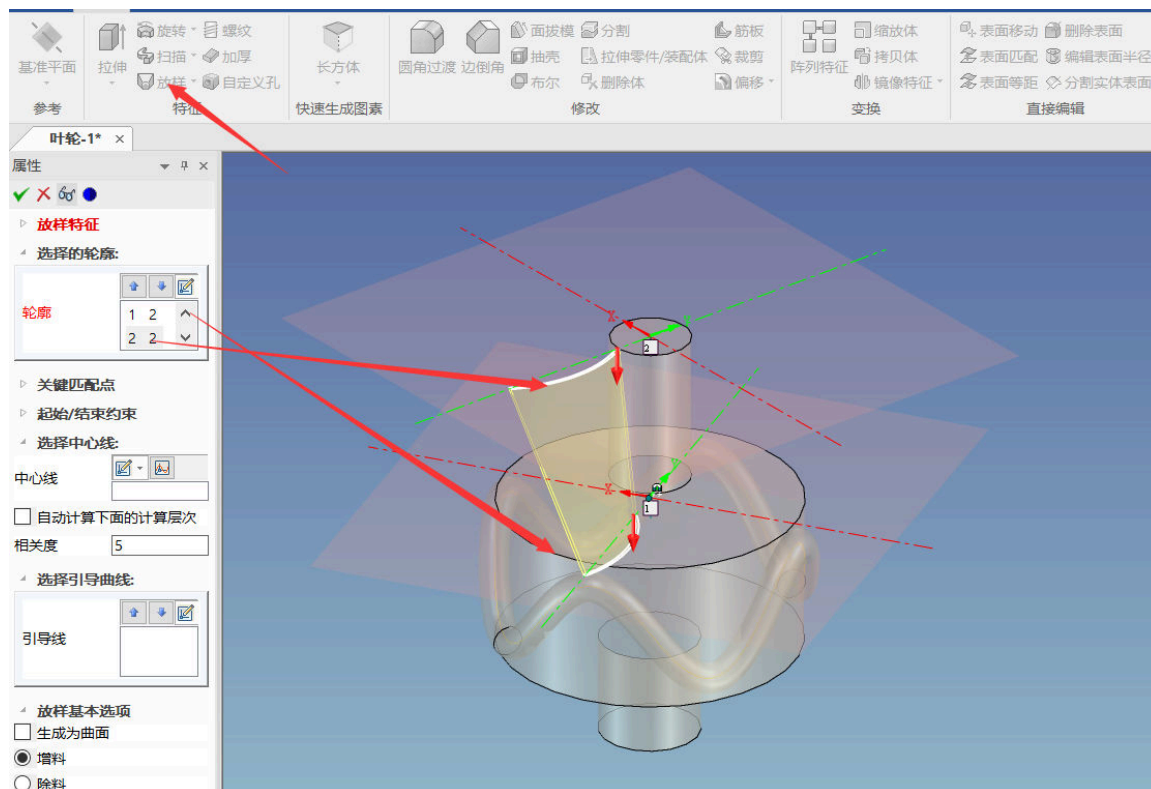 旋转 螺纹 面拔模 分割 筋板 缩放体 表面移动 删除表面
扫描 加厚 抽壳 拉伸零件/装配体 裁剪 拷贝体 表面匹配 编辑表面半径
基准平面 拉伸 长方体 圆角过渡 边倒角 阵列特征
放样 自定义孔 布尔 删除体 偏移 镜像特征 表面等距 分割实体表面
参考 特征 快速生成图素 修改 变换 直接编辑
叶轮-1*
属性
放样特征
选择的轮廓:
轮廓
1 2
2 2
关键匹配点
起始/结束约束
选择中心线:
中心线
自动计算下面的计算层次
相关度 5
选择引导曲线:
引导线
放样基本选项
生成为曲面
增料
除料
X
2
X
1